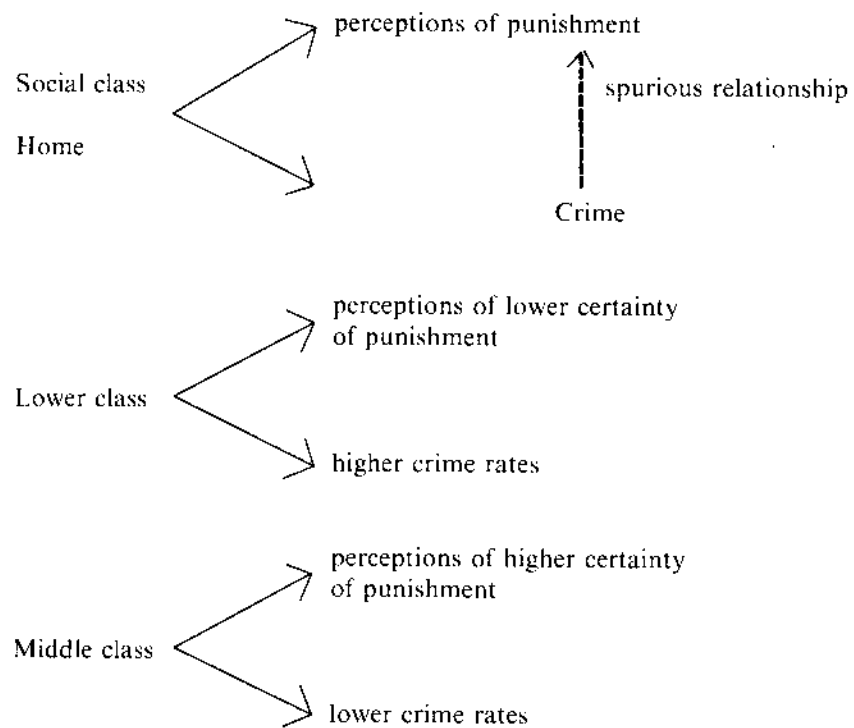 perceptions of punishment
Social class
spurious relationship
Home
Crime
perceptions of lower certainty
of punishment
Lower class
higher crime rates
perceptions of higher certainty
of punishment
Middle class
lower crime rates